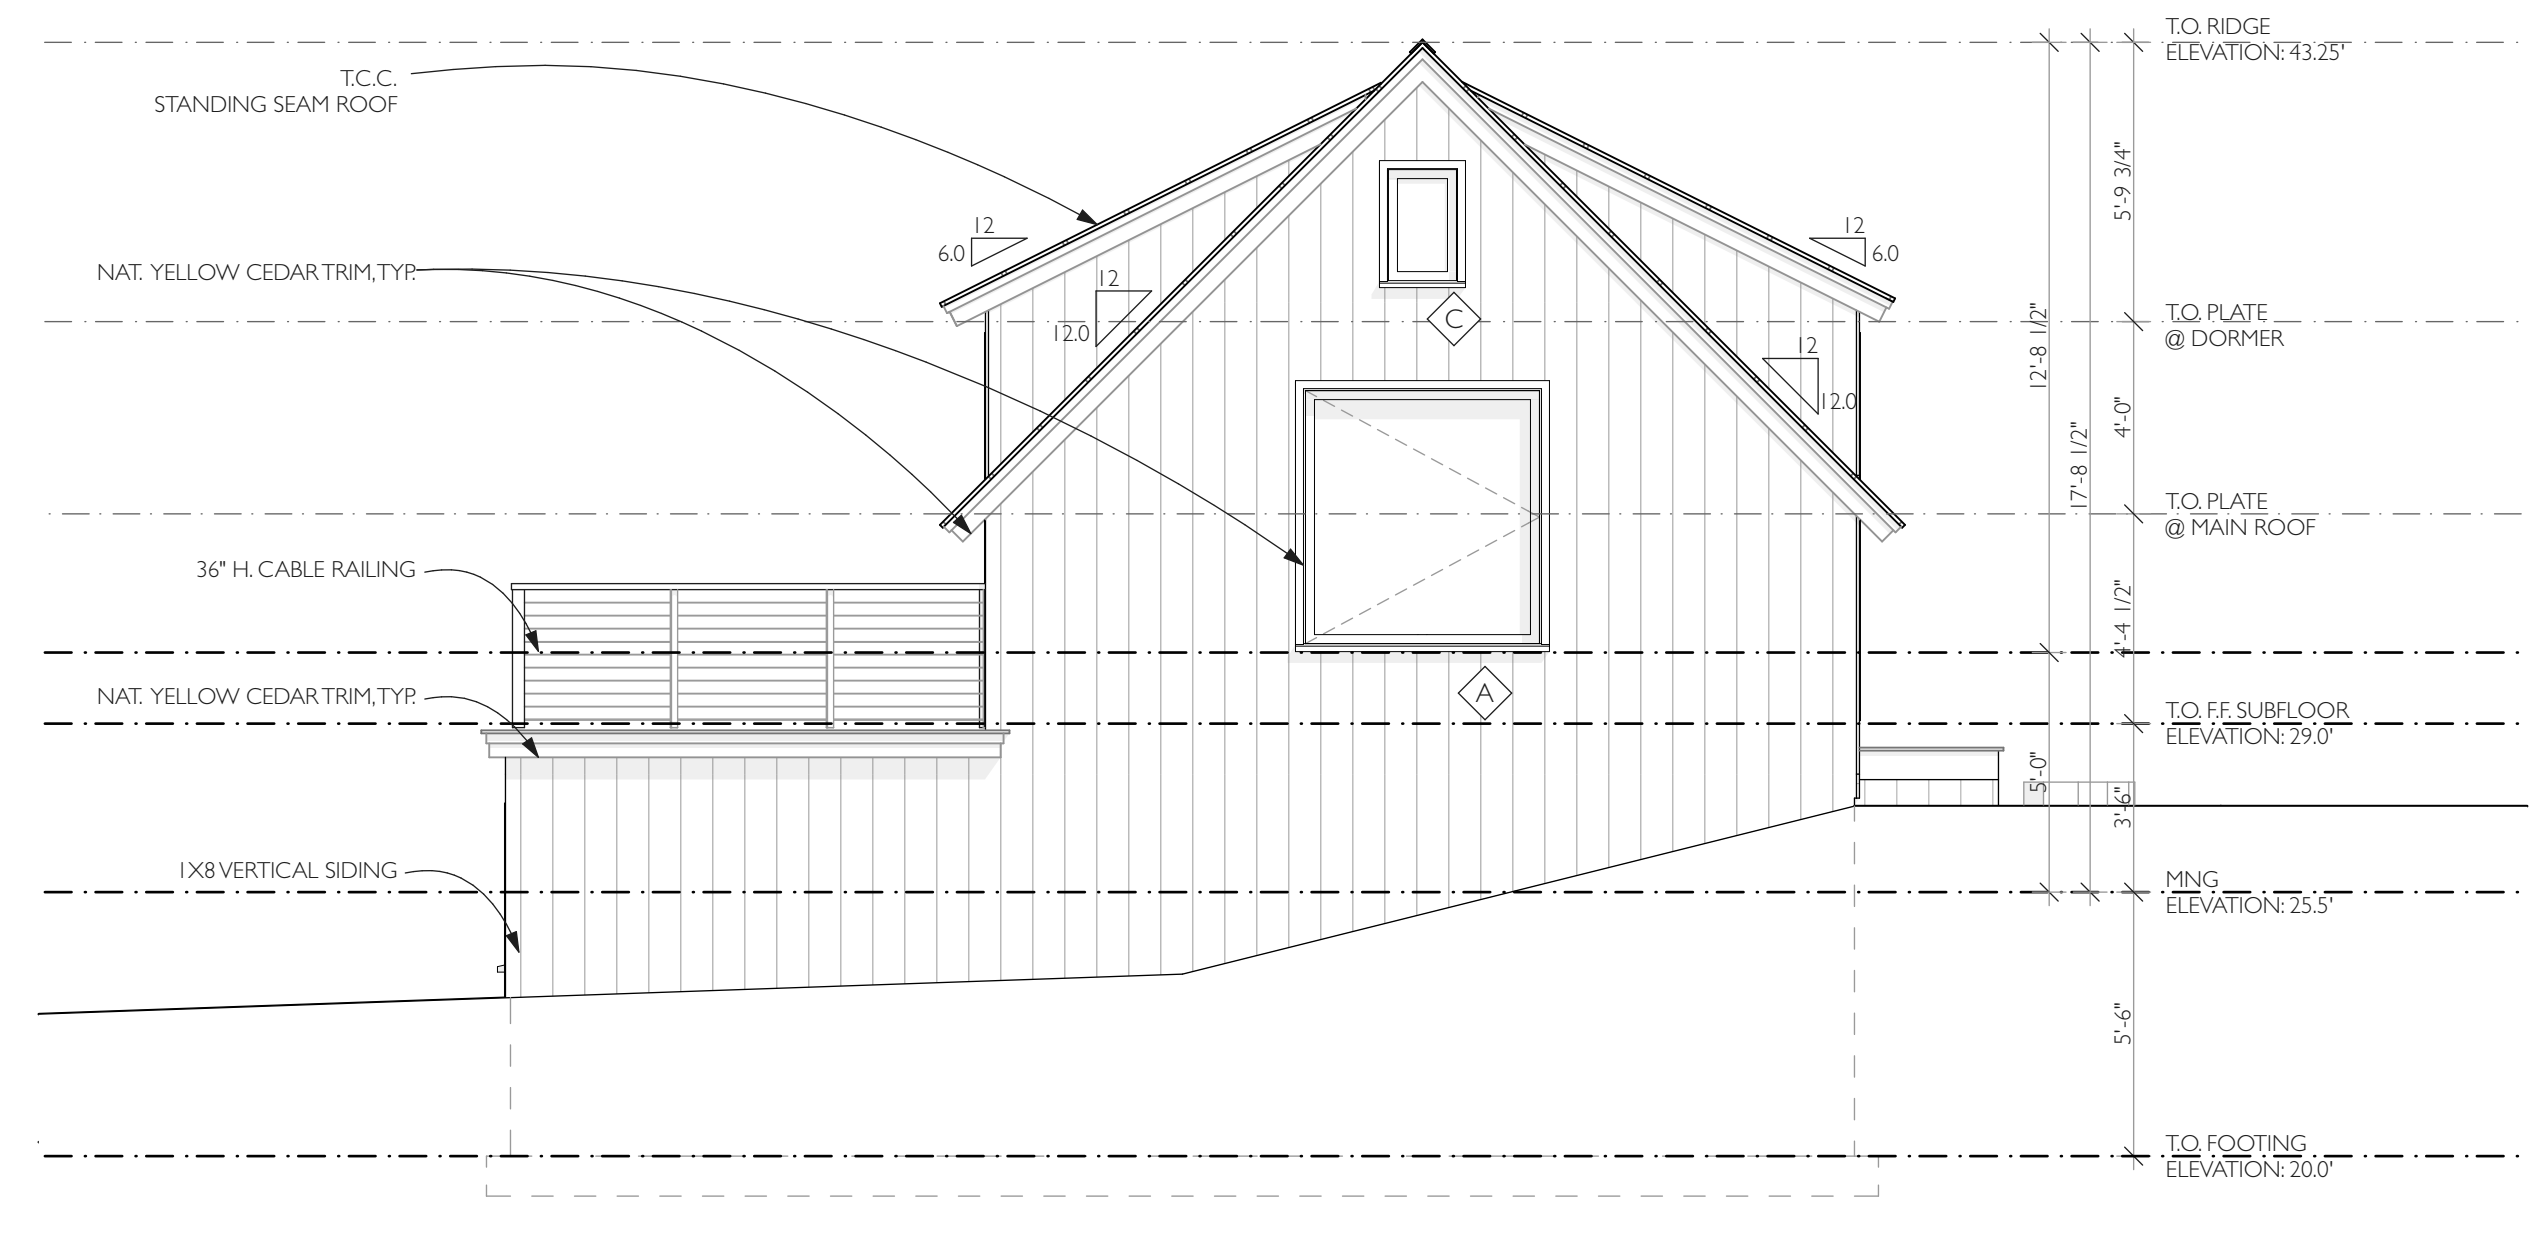 T.O. RIDGE
ELEVATION: 43.25'
T.C.C.
STANDING SEAM ROOF
5'-9 3/4"
12
6.0
12
6.0
NAT. YELLOW CEDAR TRIM, TYP.
12
12.0
C
T.O. PLATE
@ DORMER
12'-8 1/2"
12
12.0
4'-0"
17'-8 1/2"
T.O. PLATE
@ MAIN ROOF
36" H. CABLE RAILING
4'-4 1/2"
NAT. YELLOW CEDAR TRIM, TYP.
A
T.O. F.F. SUBFLOOR
ELEVATION: 29.0'
5'-0"
3'-6"
1X8 VERTICAL SIDING
MNG
ELEVATION: 25.5'
5'-6"
T.O. FOOTING
ELEVATION: 20.0'